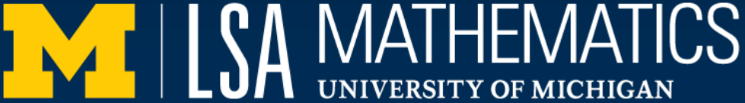 M LSA MATHEMATICS
UNIVERSITY OF MICHIGAN